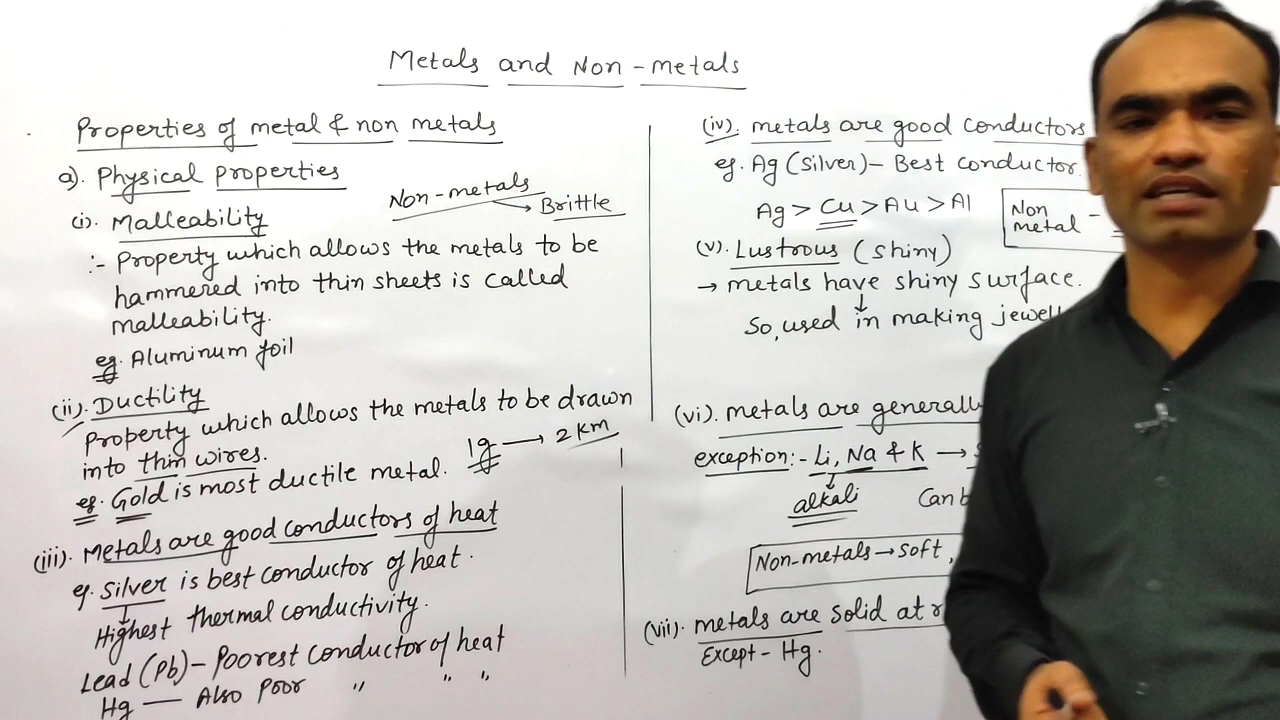 Metals and Non-metals
Properties of metal & non metals
a). Physical properties
(i). Malleability
Non-metals → Brittle
:- Property which allows the metals to be
hammered into thin sheets is called
malleability.
eg. Aluminum foil
(ii). Ductility
Property which allows the metals to be drawn
into thin wires.
1g → 2 km
eg. Gold is most ductile metal.
(iii). Metals are good conductors of heat
eg. Silver is best conductor of heat.
Highest thermal conductivity.
Lead (Pb) - Poorest conductor of heat
Hg — Also Poor " " "
(iv). metals are good conductors
eg. Ag (Silver) - Best conductor.
Ag > Cu > Au > Al
Non
metal -
(v). Lustrous (shiny)
→ metals have shiny surface.
So, used in making
(vi). metals are
exception:- Li, Na & K →
alkali
Non-metals → soft,
(vii). metals are solid at
Except - Hg.